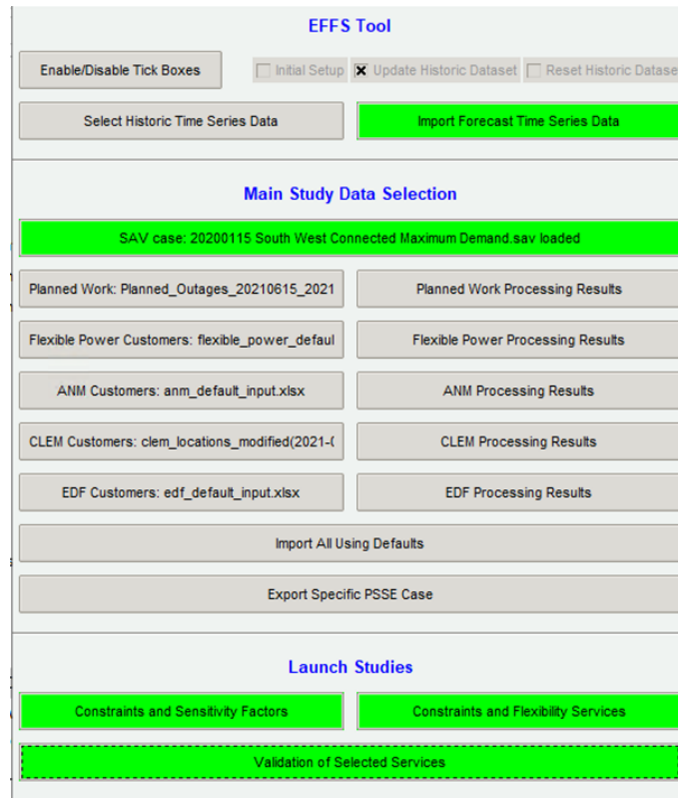 EFFS Tool
Enable/Disable Tick Boxes Initial Setup Update Historic Dataset Reset Historic Datase
Select Historic Time Series Data Import Forecast Time Series Data
Main Study Data Selection
SAV case: 20200115 South West Connected Maximum Demand.sav loaded
Planned Work: Planned_Outages_20210615_2021 Planned Work Processing Results
Flexible Power Customers: flexible_power_defaul Flexible Power Processing Results
ANM Customers: anm_default_input.xlsx ANM Processing Results
CLEM Customers: clem_locations_modified(2021-( CLEM Processing Results
EDF Customers: edf_default_input.xlsx EDF Processing Results
Import All Using Defaults
Export Specific PSSE Case
Launch Studies
Constraints and Sensitivity Factors Constraints and Flexibility Services
Validation of Selected Services